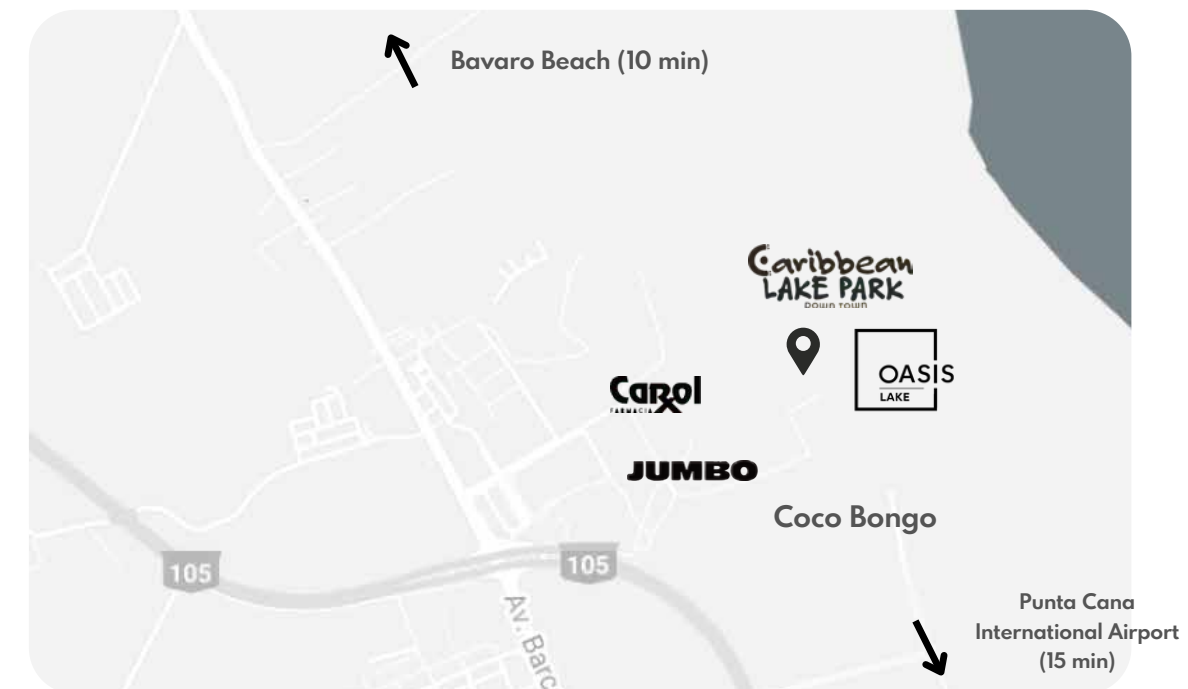 Bavaro Beach (10 min)
Caribbean
LAKE PARK
DOWN TOWN
OASIS
LAKE
Carol
FARMACIA
JUMBO
Coco Bongo
105
105
Av. Barc
Punta Cana
International Airport
(15 min)